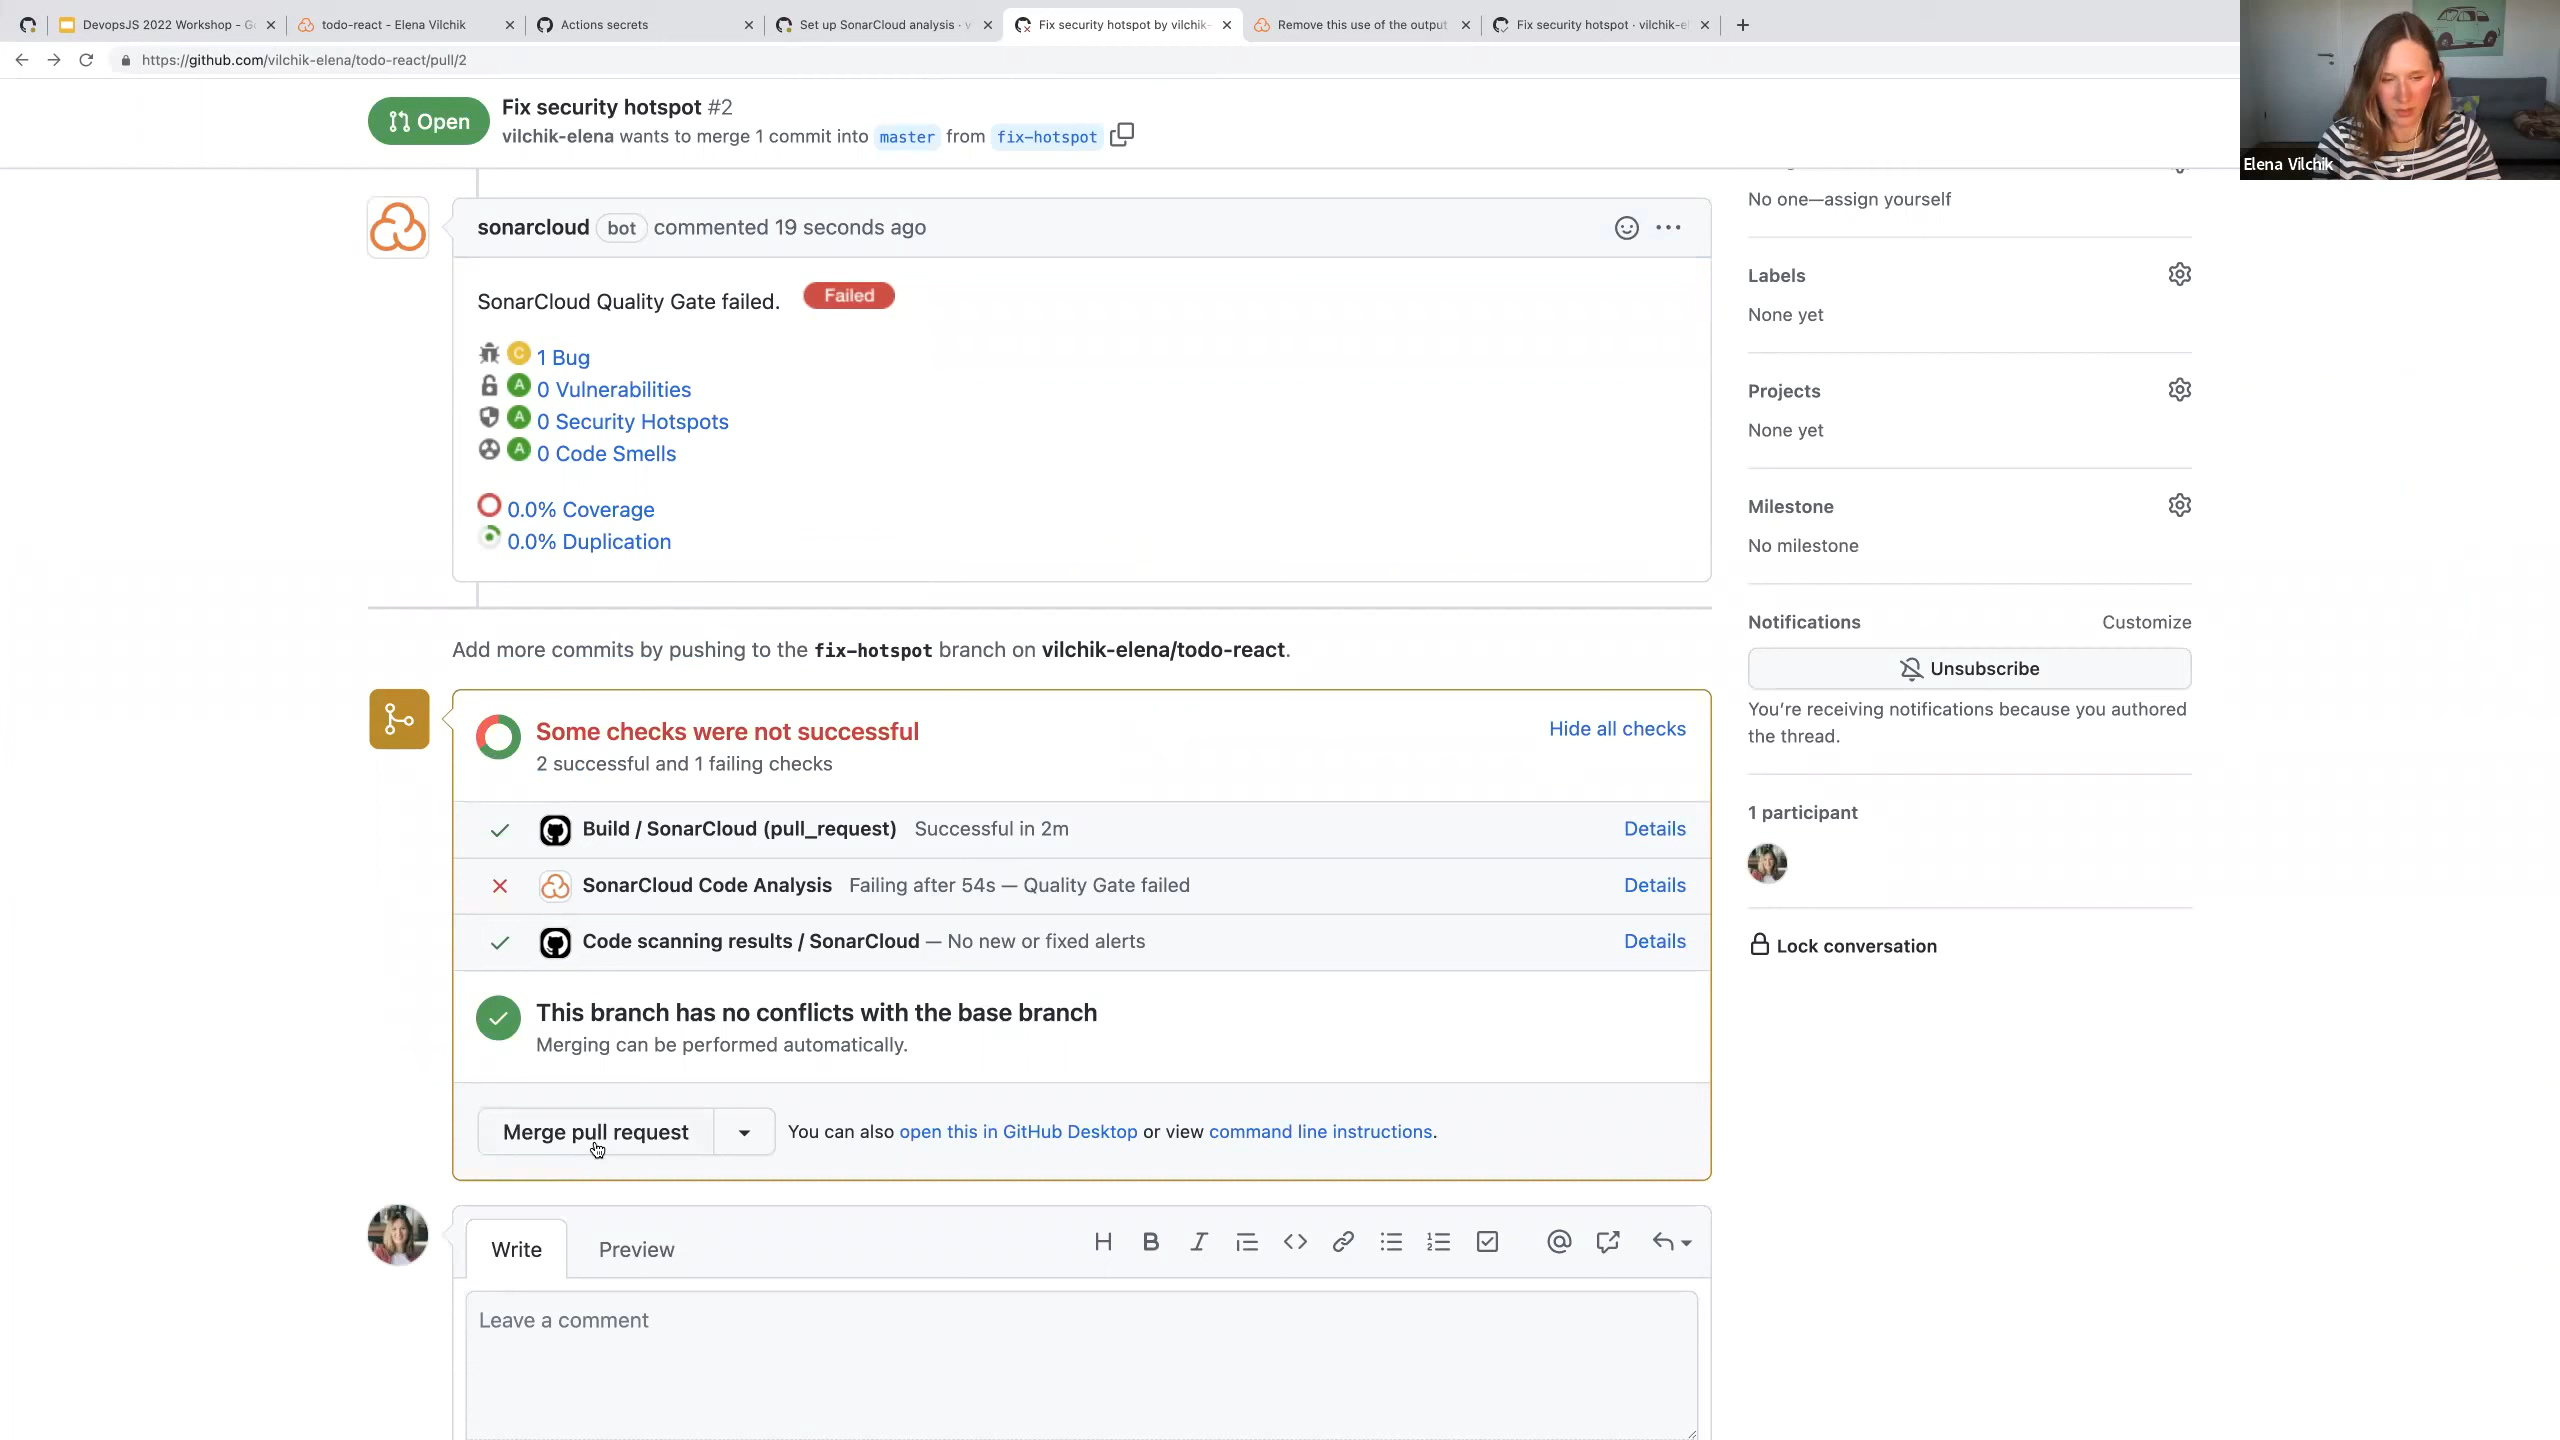 DevopsJS 2022 Workshop - G
todo-react - Elena Vilchik
Actions secrets
Set up SonarCloud analysis · v
Fix security hotspot by vilchik-
Remove this use of the output
Fix security hotspot · vilchik-el
https://github.com/vilchik-elena/todo-react/pull/2
Elena Vilchik
Open
Fix security hotspot #2
vilchik-elena wants to merge 1 commit into master from fix-hotspot
sonarcloud bot commented 19 seconds ago
SonarCloud Quality Gate failed. Failed
C 1 Bug
A 0 Vulnerabilities
A 0 Security Hotspots
A 0 Code Smells
0.0% Coverage
0.0% Duplication
Add more commits by pushing to the fix-hotspot branch on vilchik-elena/todo-react.
Some checks were not successful
2 successful and 1 failing checks
Hide all checks
Build / SonarCloud (pull_request) Successful in 2m Details
SonarCloud Code Analysis Failing after 54s — Quality Gate failed Details
Code scanning results / SonarCloud — No new or fixed alerts Details
This branch has no conflicts with the base branch
Merging can be performed automatically.
Merge pull request
You can also open this in GitHub Desktop or view command line instructions.
Write
Preview
Leave a comment
No one—assign yourself
Labels
None yet
Projects
None yet
Milestone
No milestone
Notifications
Customize
Unsubscribe
You're receiving notifications because you authored
the thread.
1 participant
Lock conversation